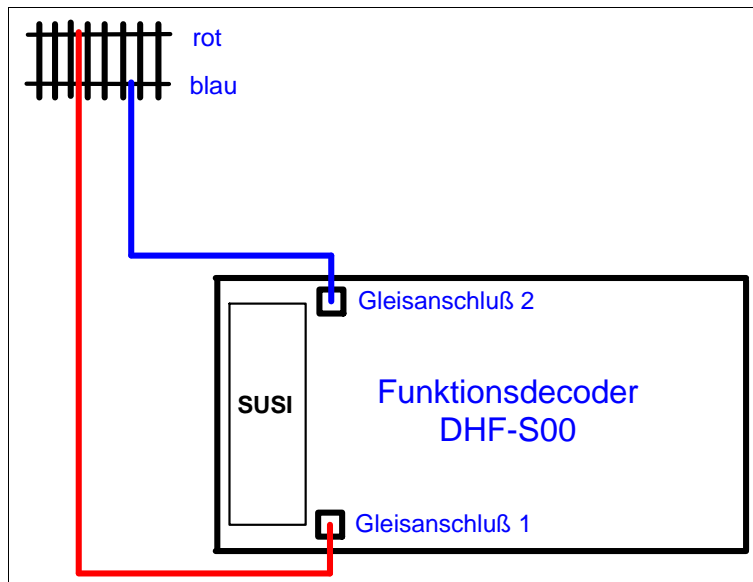 rot
blau
Gleisanschluß 2
SUSI
Funktionsdecoder
DHF-S00
Gleisanschluß 1